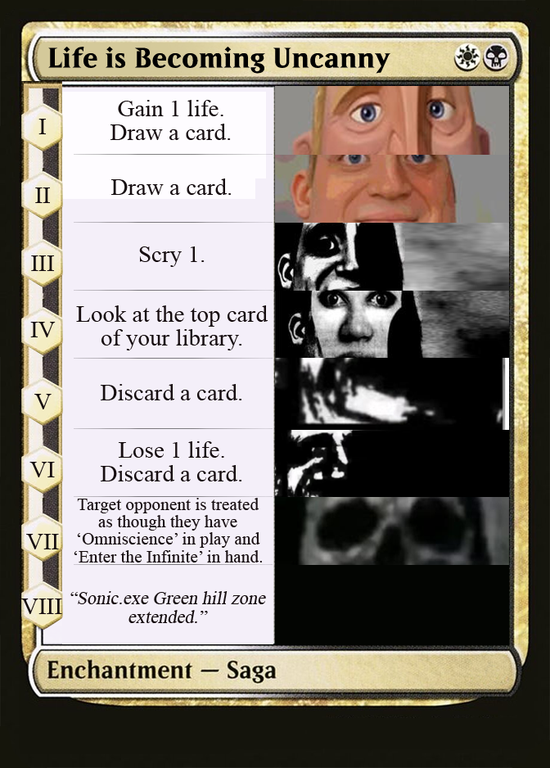 Life is Becoming Uncanny
I
Gain 1 life.
Draw a card.
II
Draw a card.
III
Scry 1.
IV
Look at the top card
of your library.
V
Discard a card.
VI
Lose 1 life.
Discard a card.
VII
Target opponent is treated
as though they have
‘Omniscience’ in play and
‘Enter the Infinite’ in hand.
VIII
“Sonic.exe Green hill zone
extended.”
Enchantment — Saga